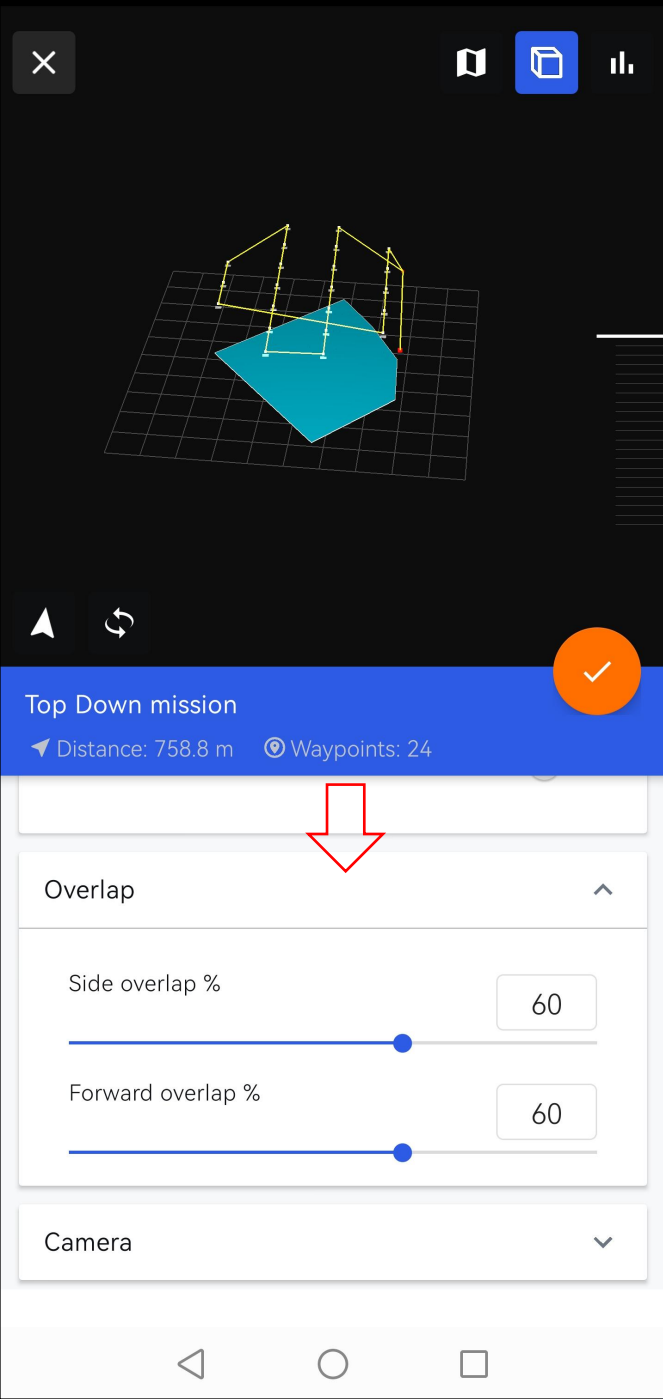 Top Down mission
Distance: 758.8 m Waypoints: 24
Overlap
Side overlap %
60
Forward overlap %
60
Camera